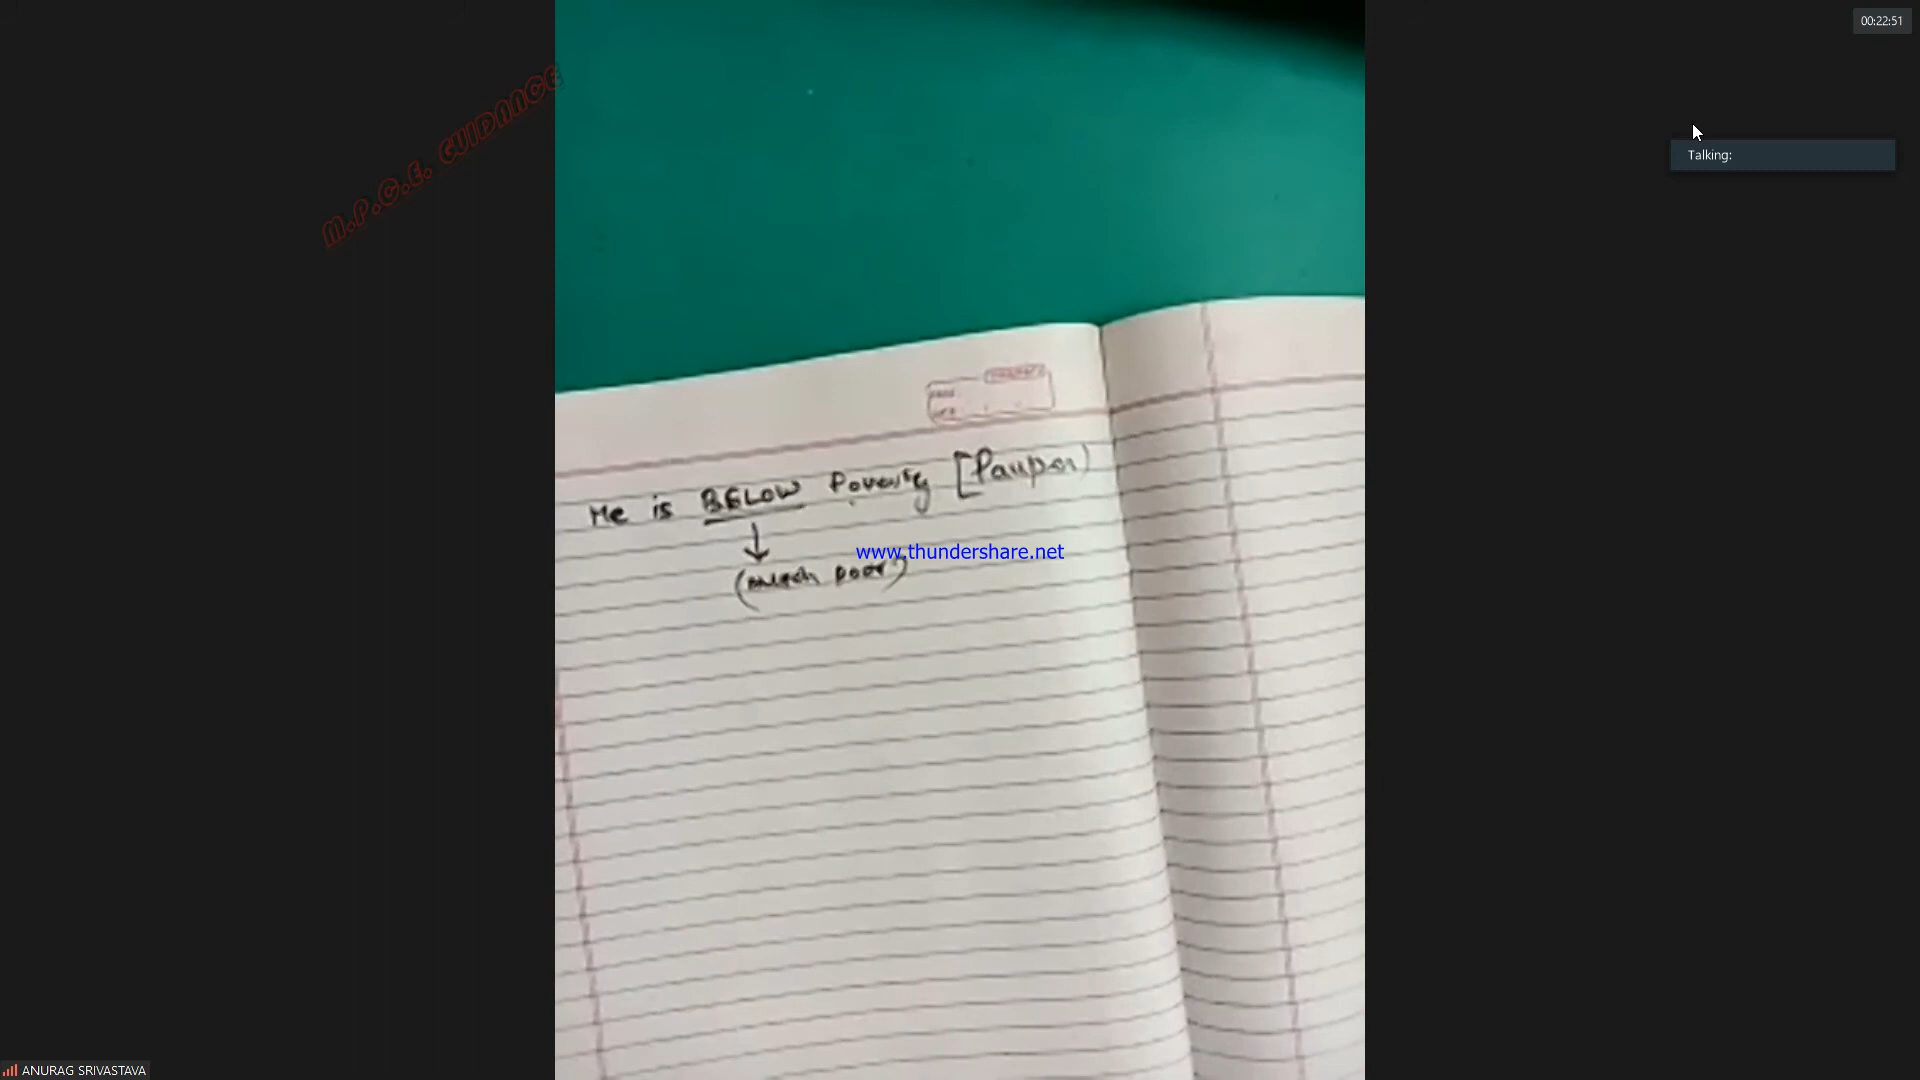 00:22:51
Talking:
M.P.C.E. GUIDANCE
He is BELOW Poverty [Pauper)
www.thundershare.net
(much poor)
ANURAG SRIVASTAVA